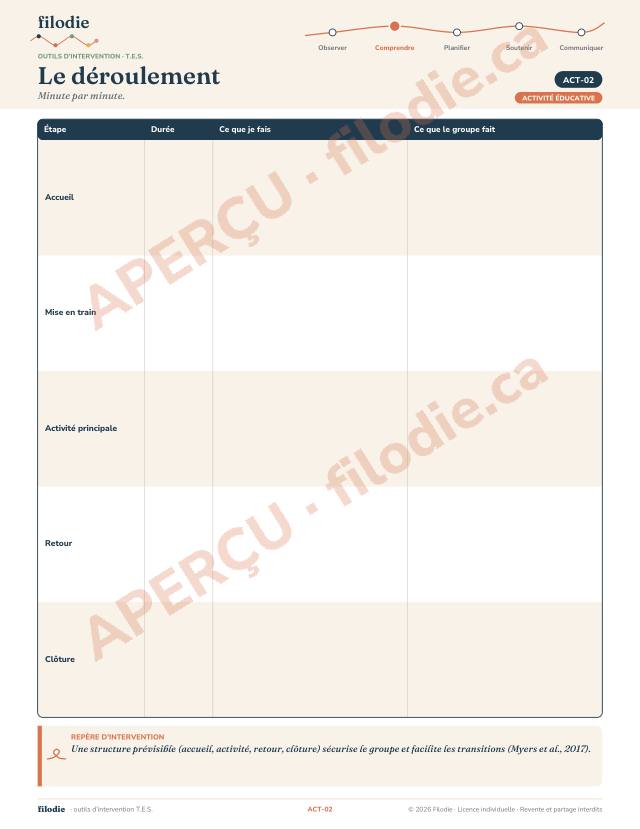 filodie
OUTILS D'INTERVENTION · T.E.S.
Le déroulement
Minute par minute.
Observer
Comprendre
Planifier
Soutenir
Communiquer
ACT-02
ACTIVITÉ ÉDUCATIVE
Étape Durée Ce que je fais Ce que le groupe fait
Accueil
Mise en train
Activité principale
Retour
Clôture
APERÇU · filodie.ca
APERÇU · filodie.ca
REPÈRE D'INTERVENTION
Une structure prévisible (accueil, activité, retour, clôture) sécurise le groupe et facilite les transitions (Myers et al., 2017).
filodie · outils d'intervention T.E.S. ACT-02 © 2026 Filodie · Licence individuelle · Revente et partage interdits